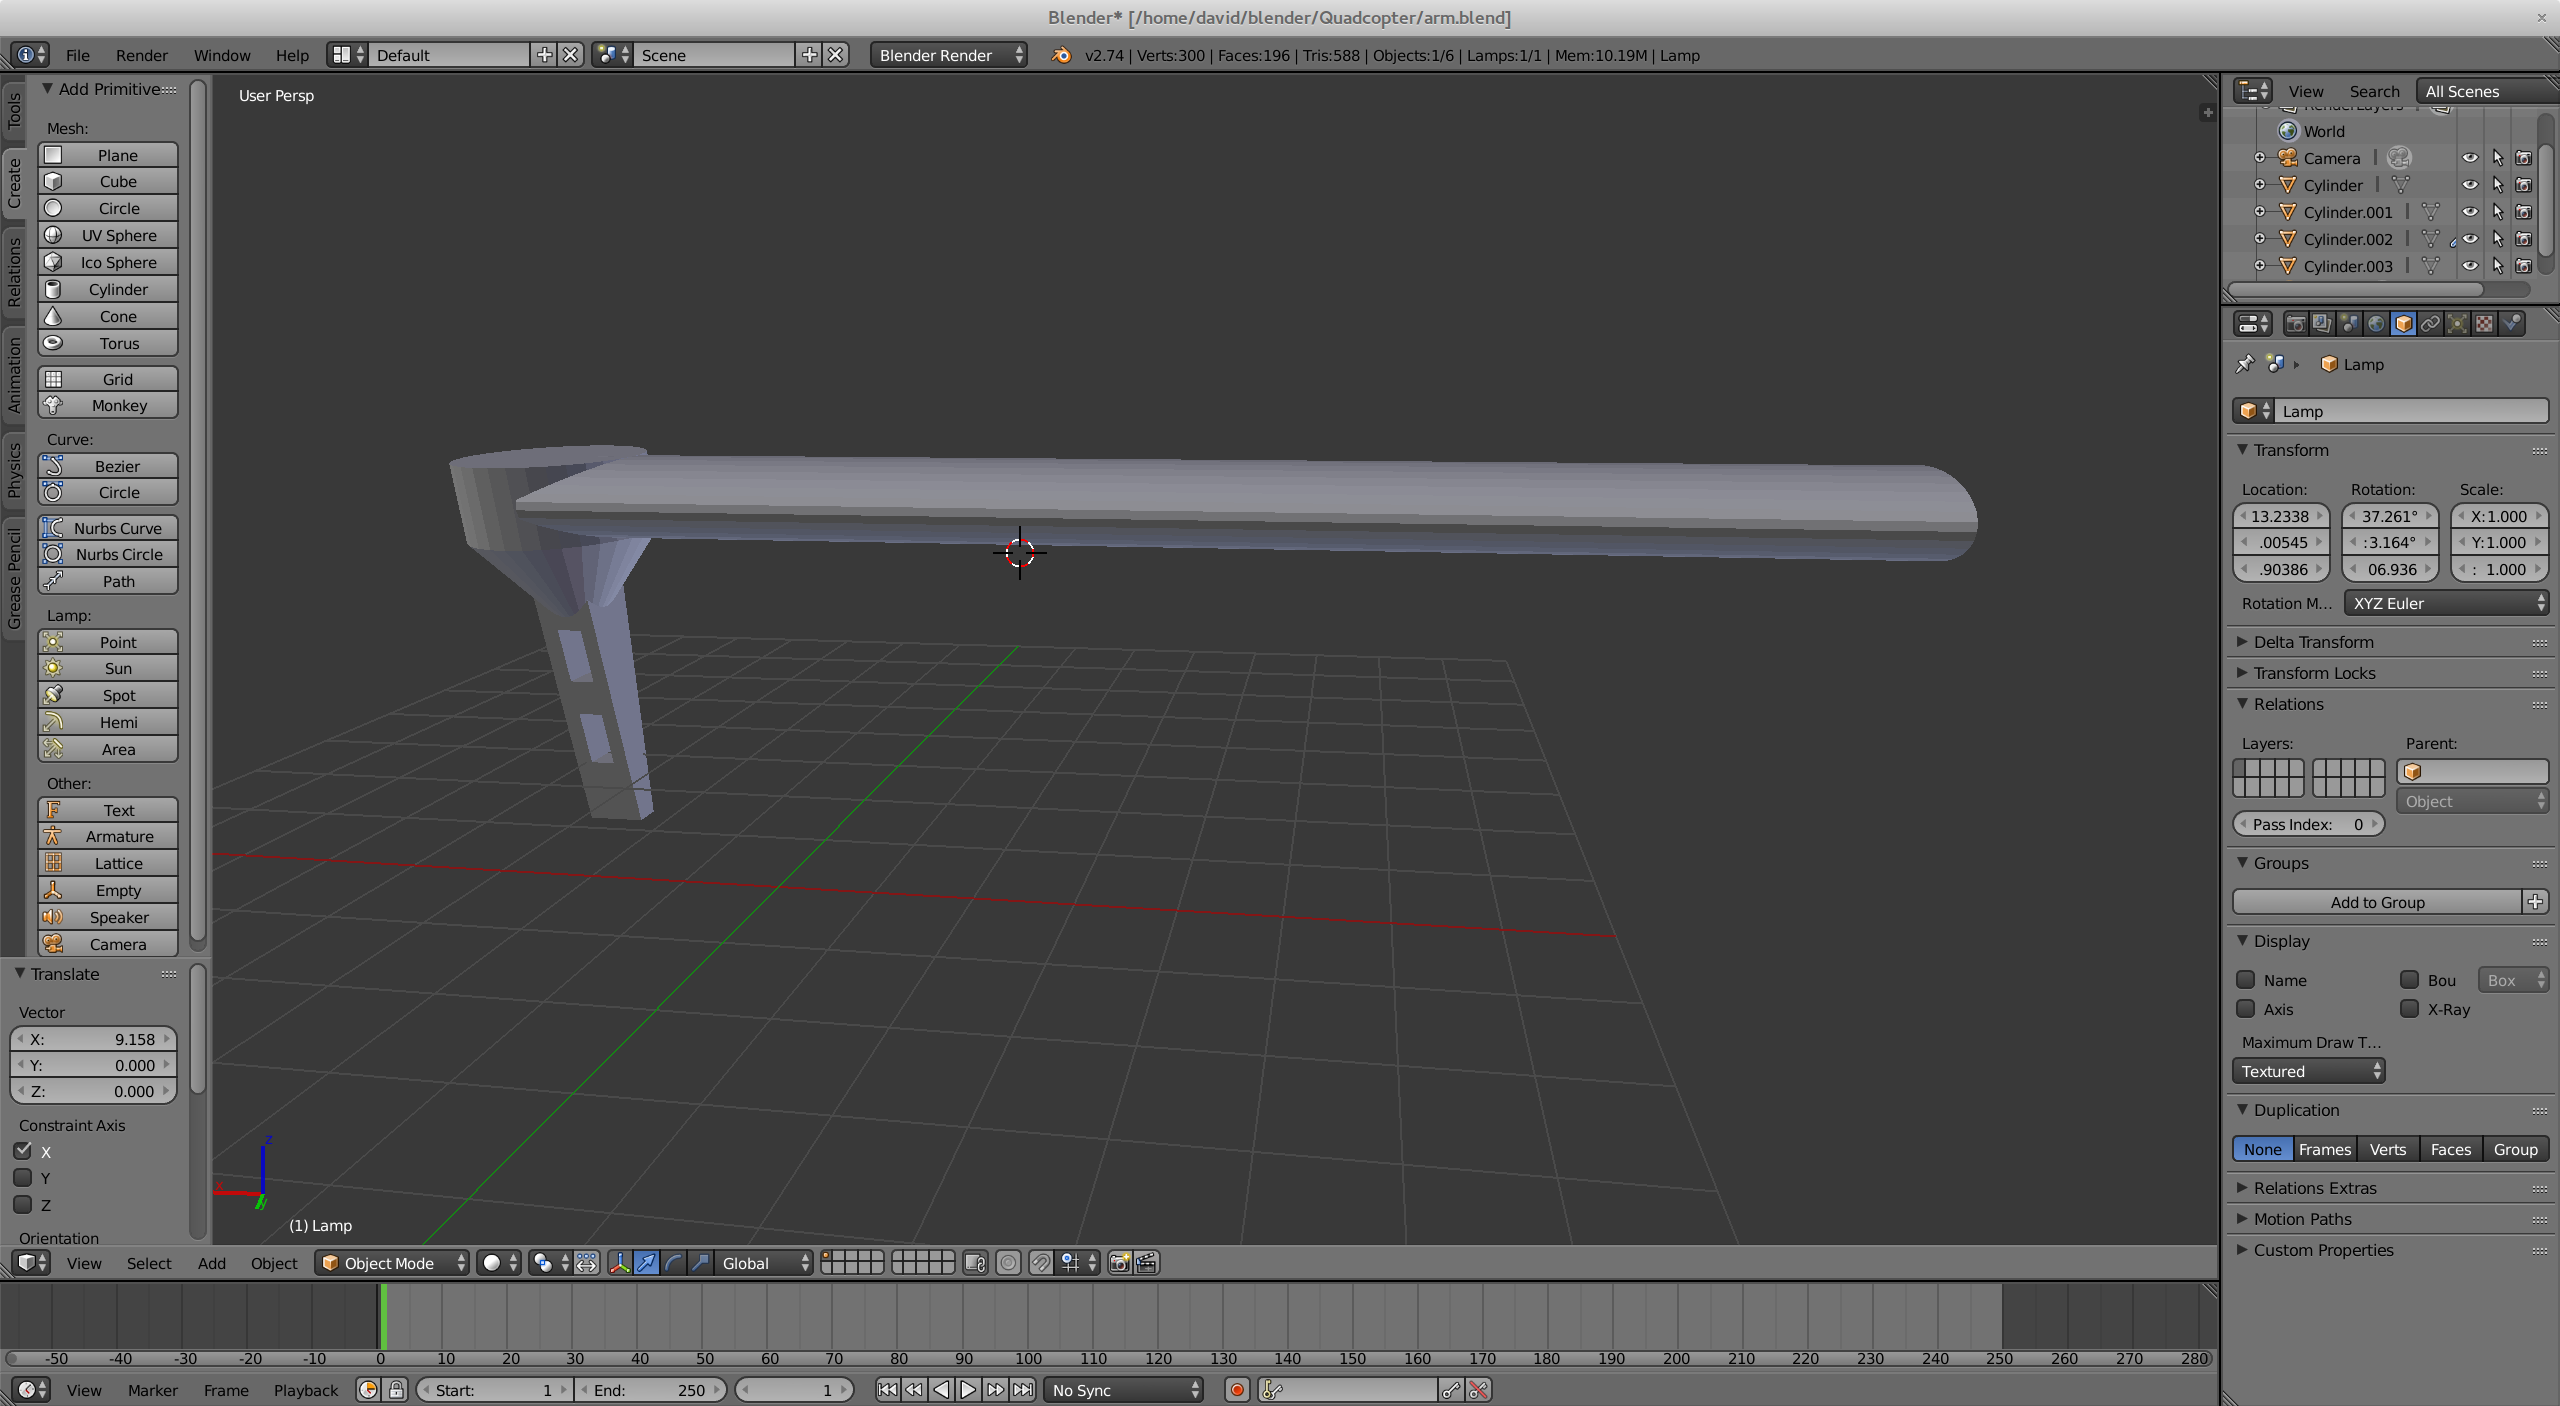 Blender* [/home/david/blender/Quadcopter/arm.blend]
File Render Window Help Default Scene Blender Render v2.74 | Verts:300 | Faces:196 | Tris:588 | Objects:1/6 | Lamps:1/1 | Mem:10.19M | Lamp
Tools
Create
Relations
Animation
Physics
Grease Pencil
Add Primitive
Mesh:
Plane
Cube
Circle
UV Sphere
Ico Sphere
Cylinder
Cone
Torus
Grid
Monkey
Curve:
Bezier
Circle
Nurbs Curve
Nurbs Circle
Path
Lamp:
Point
Sun
Spot
Hemi
Area
Other:
Text
Armature
Lattice
Empty
Speaker
Camera
Translate
Vector
X: 9.158
Y: 0.000
Z: 0.000
Constraint Axis
X
Y
Z
Orientation
User Persp
z
x
(1) Lamp
View Select Add Object Object Mode Global
-50 -40 -30 -20 -10 0 10 20 30 40 50 60 70 80 90 100 110 120 130 140 150 160 170 180 190 200 210 220 230 240 250 260 270 280
View Marker Frame Playback Start: 1 End: 250 1 No Sync
View Search All Scenes
RenderLayers
World
Camera
Cylinder
Cylinder.001
Cylinder.002
Cylinder.003
Lamp
Lamp
Transform
Location: Rotation: Scale:
13.2338 37.261° X:1.000
.00545 :3.164° Y:1.000
.90386 06.936 : 1.000
Rotation M... XYZ Euler
Delta Transform
Transform Locks
Relations
Layers: Parent:
Object
Pass Index: 0
Groups
Add to Group
Display
Name Bou Box
Axis X-Ray
Maximum Draw T...
Textured
Duplication
None Frames Verts Faces Group
Relations Extras
Motion Paths
Custom Properties